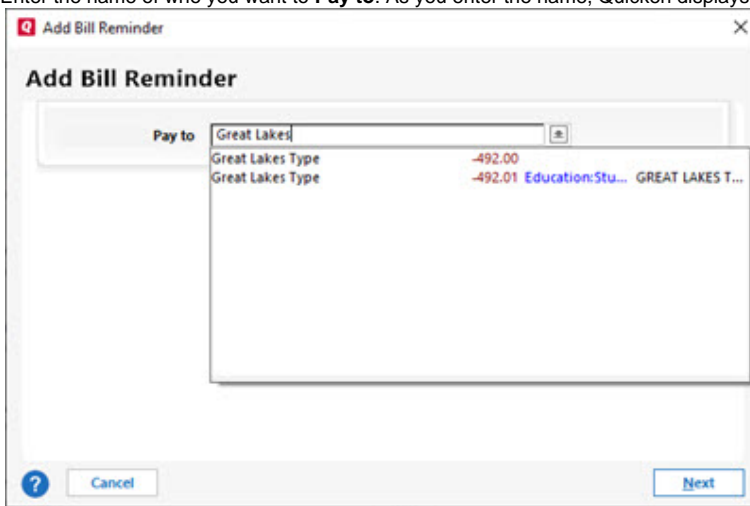 Enter the name of who you want to Pay to. As you enter the name, Quicken displays
Add Bill Reminder
Add Bill Reminder
Pay to Great Lakes
Great Lakes Type -492.00
Great Lakes Type -492.01 Education:Stu... GREAT LAKES T...
? Cancel Next